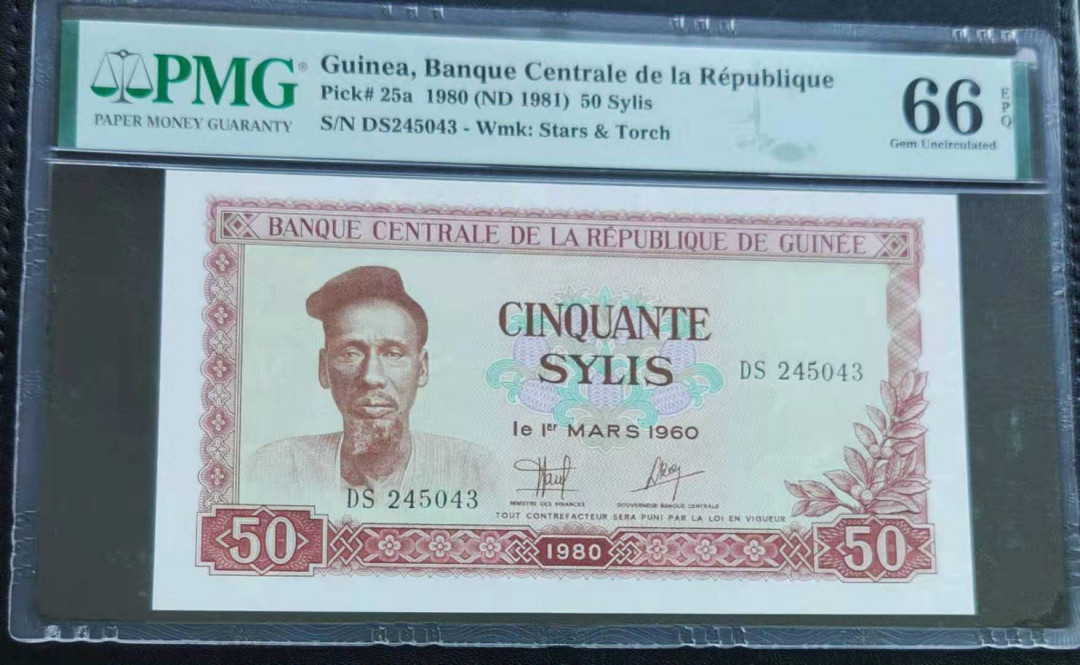 PMG
PAPER MONEY GUARANTY
Guinea, Banque Centrale de la République
Pick# 25a 1980 (ND 1981) 50 Sylis
S/N DS245043 - Wmk: Stars & Torch
66 EPQ
Gem Uncirculated
BANQUE CENTRALE DE LA RÉPUBLIQUE DE GUINÉE
CINQUANTE
SYLIS
DS 245043
le 1er MARS 1960
DS 245043
MINISTRE DES FINANCES
GOUVERNEUR BANQUE CENTRALE
TOUT CONTREFACTEUR SERA PUNI PAR LA LOI EN VIGUEUR
50
1980
50